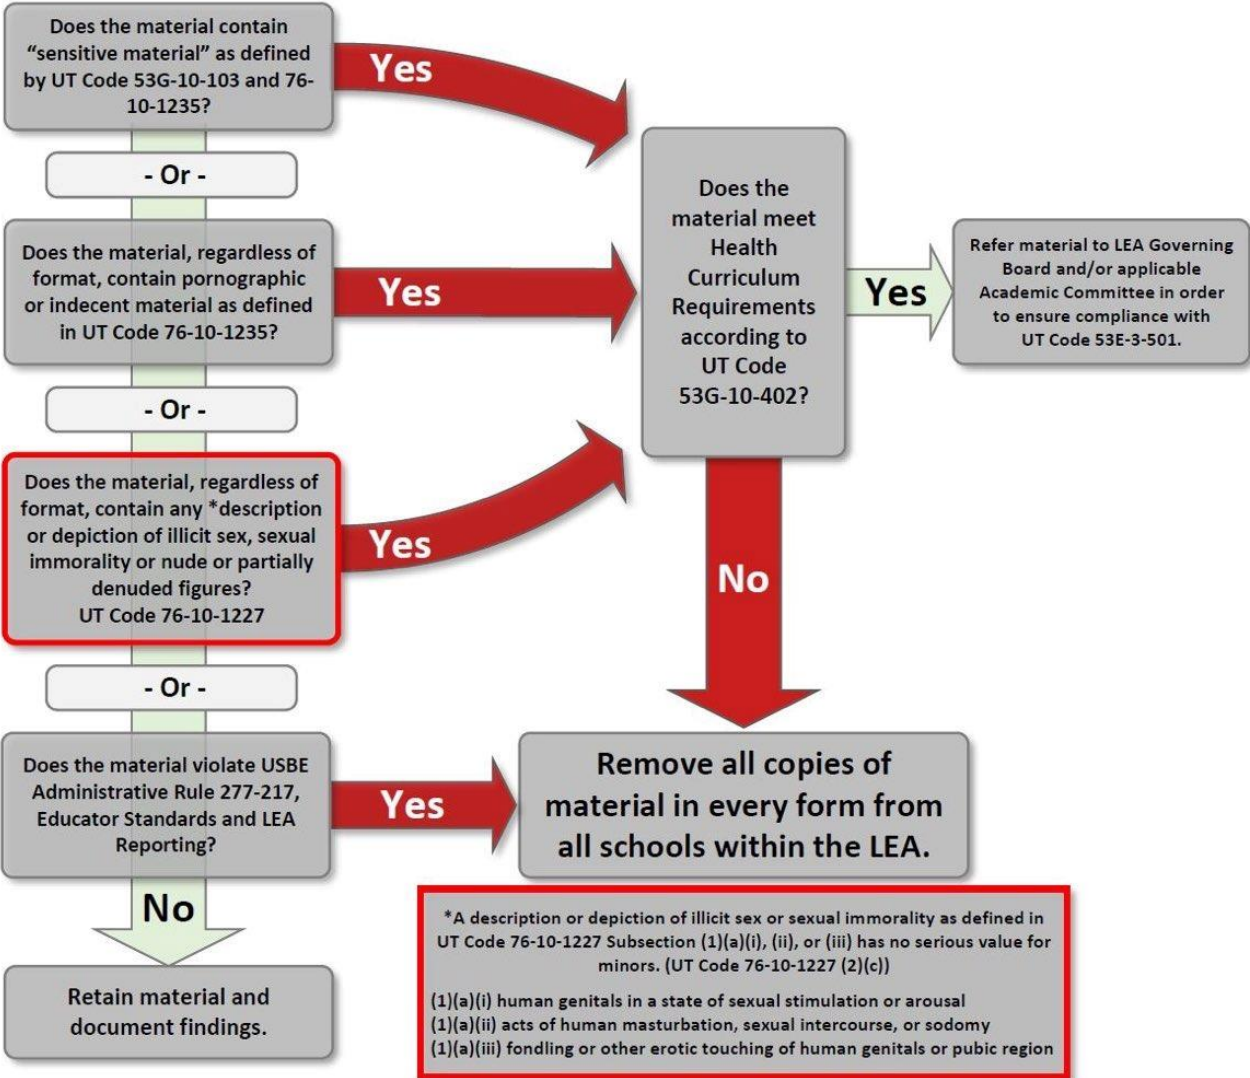 Does the material contain
“sensitive material” as defined
by UT Code 53G-10-103 and 76-
10-1235?
Yes
- Or -
Does the material, regardless of
format, contain pornographic
or indecent material as defined
in UT Code 76-10-1235?
Yes
- Or -
Does the material, regardless of
format, contain any *description
or depiction of illicit sex, sexual
immorality or nude or partially
denuded figures?
UT Code 76-10-1227
Yes
- Or -
Does the material violate USBE
Administrative Rule 277-217,
Educator Standards and LEA
Reporting?
Yes
No
Retain material and
document findings.
Does the
material meet
Health
Curriculum
Requirements
according to
UT Code
53G-10-402?
Yes
Refer material to LEA Governing
Board and/or applicable
Academic Committee in order
to ensure compliance with
UT Code 53E-3-501.
No
Remove all copies of
material in every form from
all schools within the LEA.
*A description or depiction of illicit sex or sexual immorality as defined in
UT Code 76-10-1227 Subsection (1)(a)(i), (ii), or (iii) has no serious value for
minors. (UT Code 76-10-1227 (2)(c))
(1)(a)(i) human genitals in a state of sexual stimulation or arousal
(1)(a)(ii) acts of human masturbation, sexual intercourse, or sodomy
(1)(a)(iii) fondling or other erotic touching of human genitals or pubic region